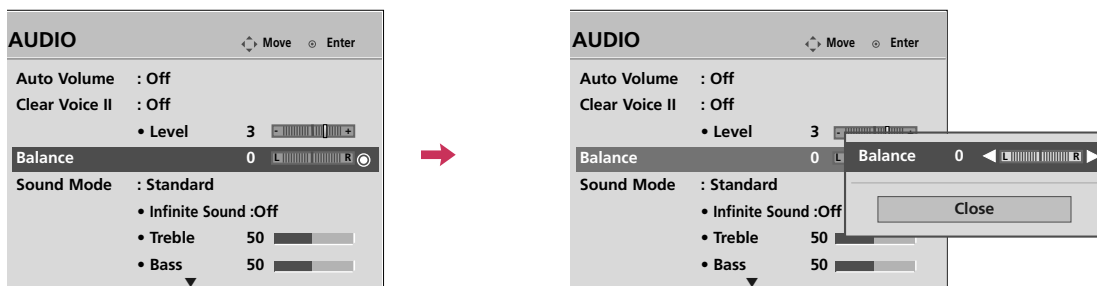 AUDIO Move Enter
Auto Volume : Off
Clear Voice II : Off
• Level 3 - +
Balance 0 L R
Sound Mode : Standard
• Infinite Sound :Off
• Treble 50
• Bass 50
AUDIO Move Enter
Auto Volume : Off
Clear Voice II : Off
• Level 3 - +
Balance 0 L
Sound Mode : Standard
• Infinite Sound :Off
• Treble 50
• Bass 50
Balance 0 L R
Close